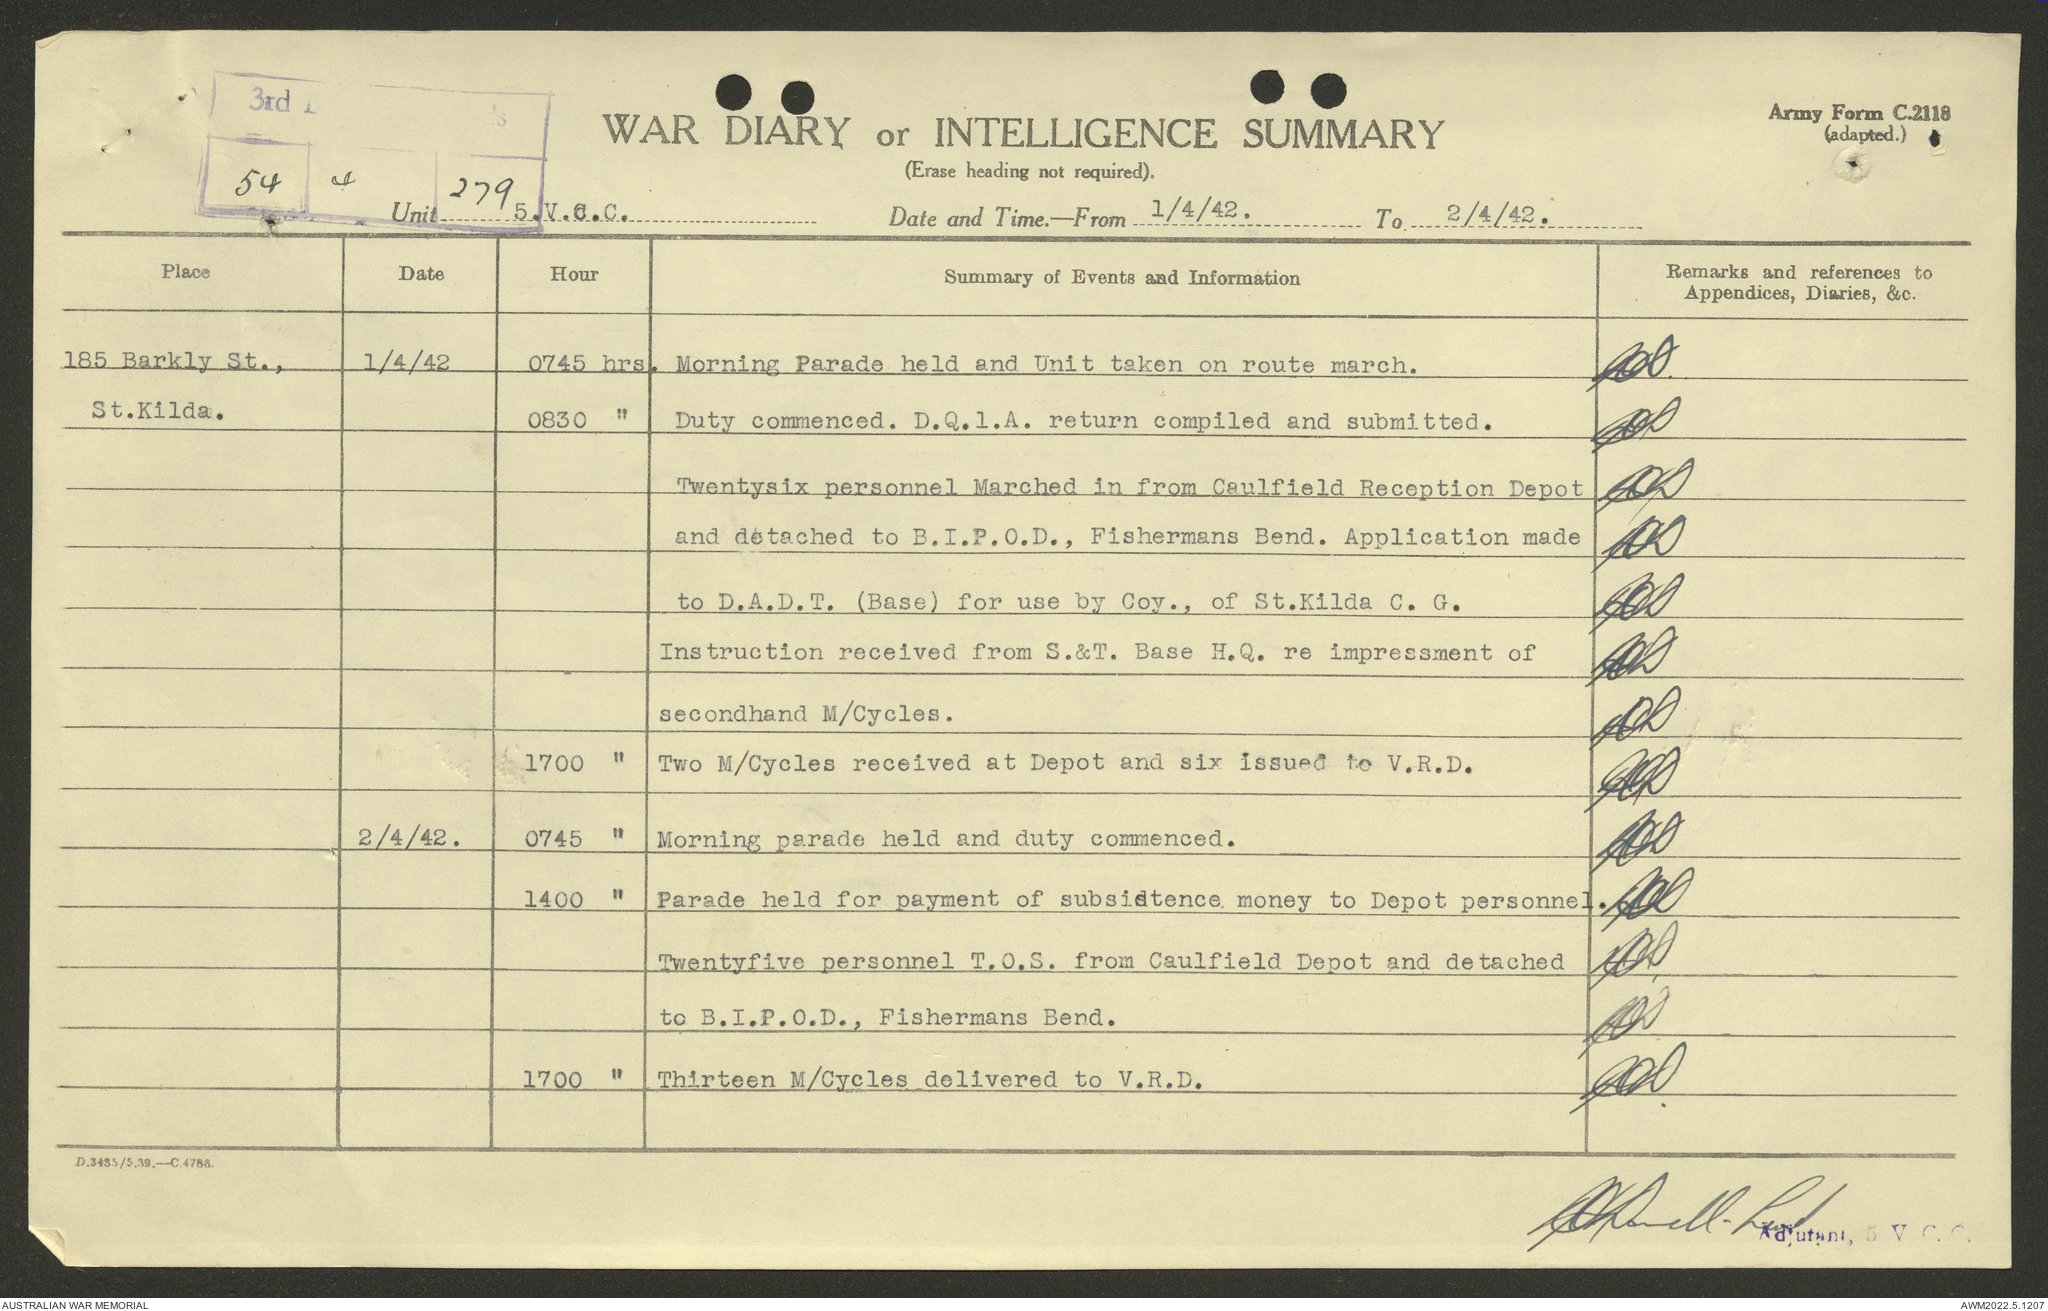 3rd
's
54 4 279
WAR DIARY or INTELLIGENCE SUMMARY
(Erase heading not required).
Army Form C.2118
(adapted.)
Unit 5.V.C.C. Date and Time.—From 1/4/42. To 2/4/42.
Place Date Hour Summary of Events and Information Remarks and references to
Appendices, Diaries, &c.
185 Barkly St., 1/4/42 0745 hrs. Morning Parade held and Unit taken on route march.
St.Kilda. 0830 " Duty commenced. D.Q.1.A. return compiled and submitted.
Twentysix personnel Marched in from Caulfield Reception Depot
and detached to B.I.P.O.D., Fishermans Bend. Application made
to D.A.D.T. (Base) for use by Coy., of St.Kilda C. G.
Instruction received from S.&T. Base H.Q. re impressment of
secondhand M/Cycles.
1700 " Two M/Cycles received at Depot and six issued to V.R.D.
2/4/42. 0745 " Morning parade held and duty commenced.
1400 " Parade held for payment of subsistence money to Depot personnel.
Twentyfive personnel T.O.S. from Caulfield Depot and detached
to B.I.P.O.D., Fishermans Bend.
1700 " Thirteen M/Cycles delivered to V.R.D.
D.3485/5.39.—C.4786.
Adjutant, 5 V. C. C.
AUSTRALIAN WAR MEMORIAL
AWM2022.5.1207